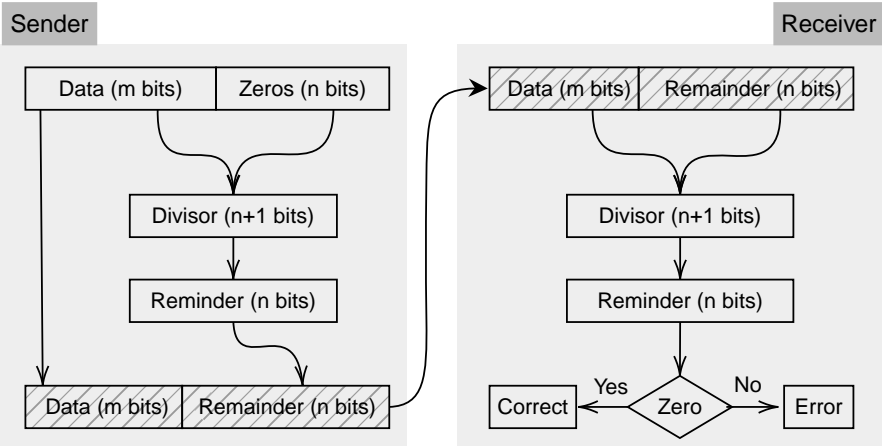 Sender
Data (m bits)
Zeros (n bits)
Divisor (n+1 bits)
Reminder (n bits)
Data (m bits)
Remainder (n bits)
Receiver
Data (m bits)
Remainder (n bits)
Divisor (n+1 bits)
Reminder (n bits)
Zero
Yes
No
Correct
Error